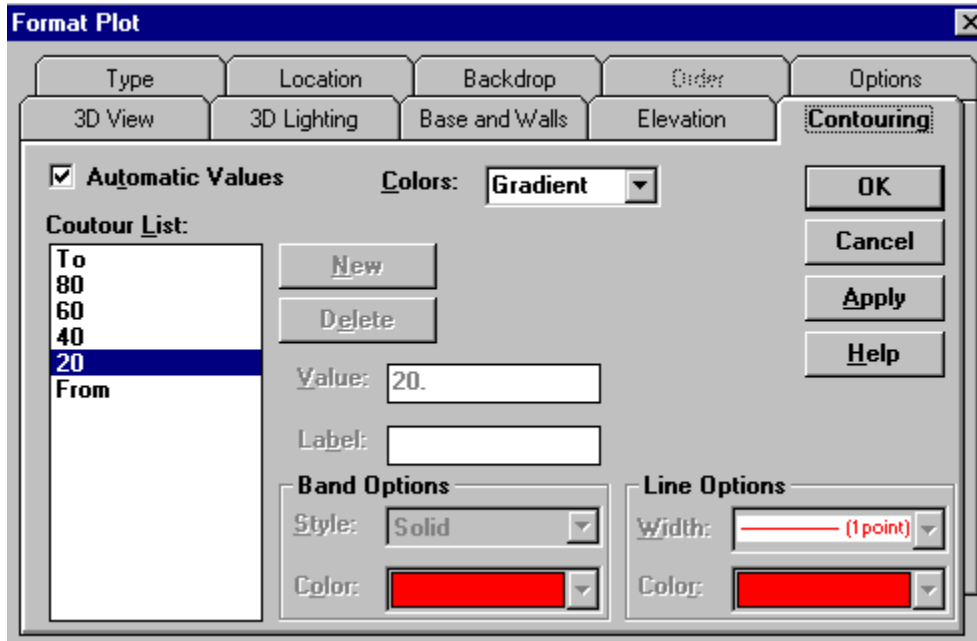 Format Plot
Type Location Backdrop Order Options
3D View 3D Lighting Base and Walls Elevation Contouring
Automatic Values Colors: Gradient OK
Coutour List: Cancel
To New
80
60 Delete Apply
40
20 Value: 20. Help
From
Label:
Band Options Line Options
Style: Solid Width: (1 point)
Color: Color: